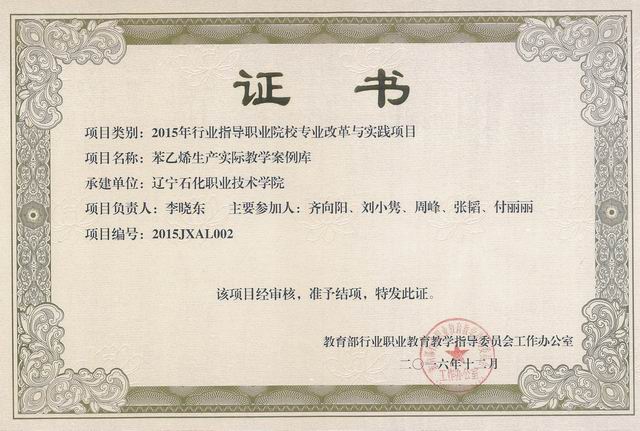 证书
项目类别：2015年行业指导职业院校专业改革与实践项目
项目名称：苯乙烯生产实际教学案例库
承建单位：辽宁石化职业技术学院
项目负责人：李晓东　主要参加人：齐向阳、刘小隽、周峰、张韬、付丽丽
项目编号：2015JXAL002
该项目经审核，准予结项，特发此证。
教育部行业职业教育教学指导委员会工作办公室
二〇一六年十二月